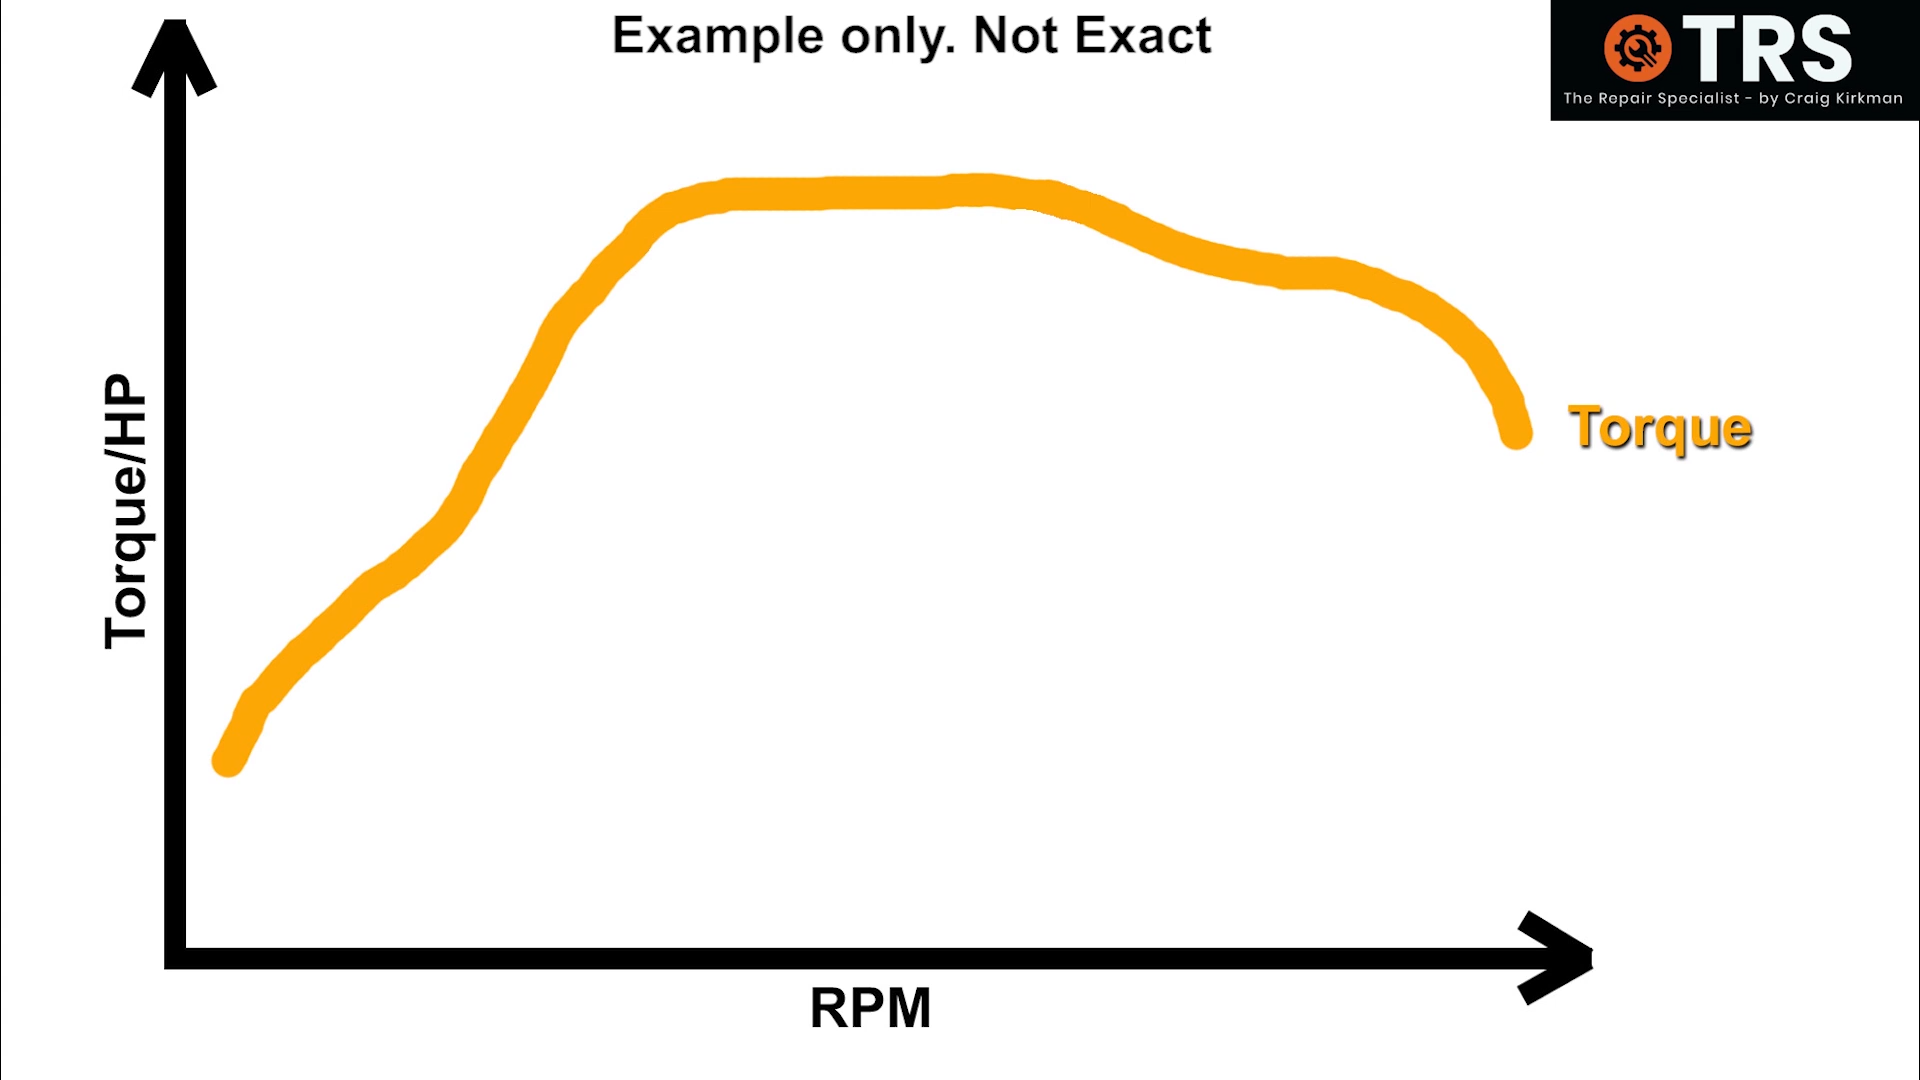 Example only. Not Exact
TRS
The Repair Specialist - by Craig Kirkman
Torque/HP
Torque
RPM